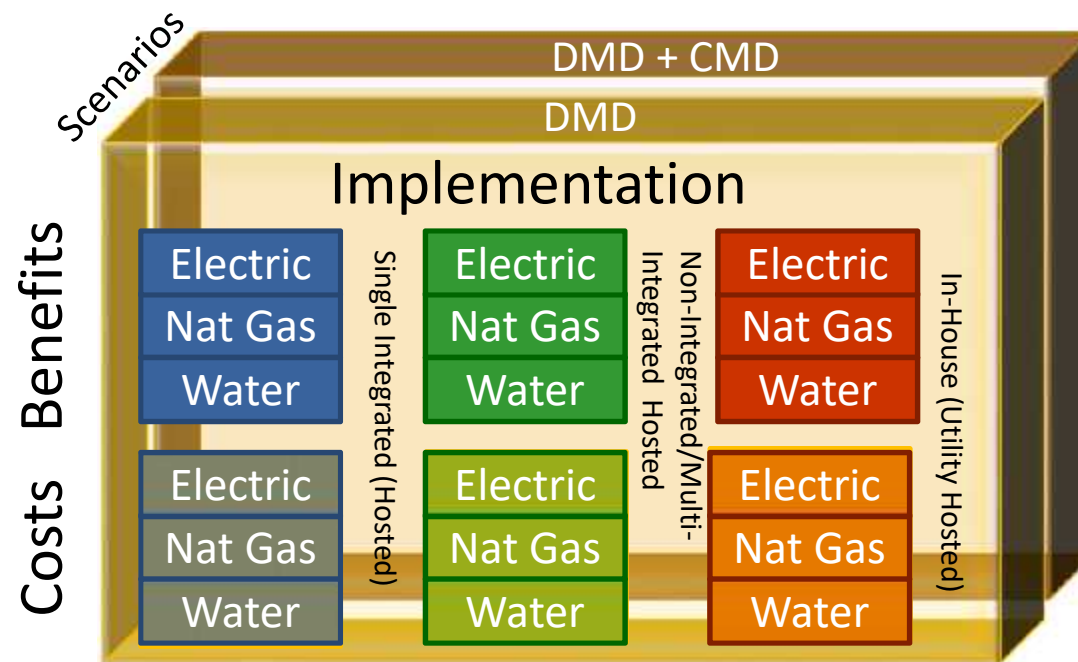 Scenarios
DMD + CMD
DMD
Implementation
Benefits
Electric
Nat Gas
Water
Single Integrated (Hosted)
Electric
Nat Gas
Water
Non-Integrated/Multi-
Integrated Hosted
Electric
Nat Gas
Water
In-House (Utility Hosted)
Costs
Electric
Nat Gas
Water
Electric
Nat Gas
Water
Electric
Nat Gas
Water